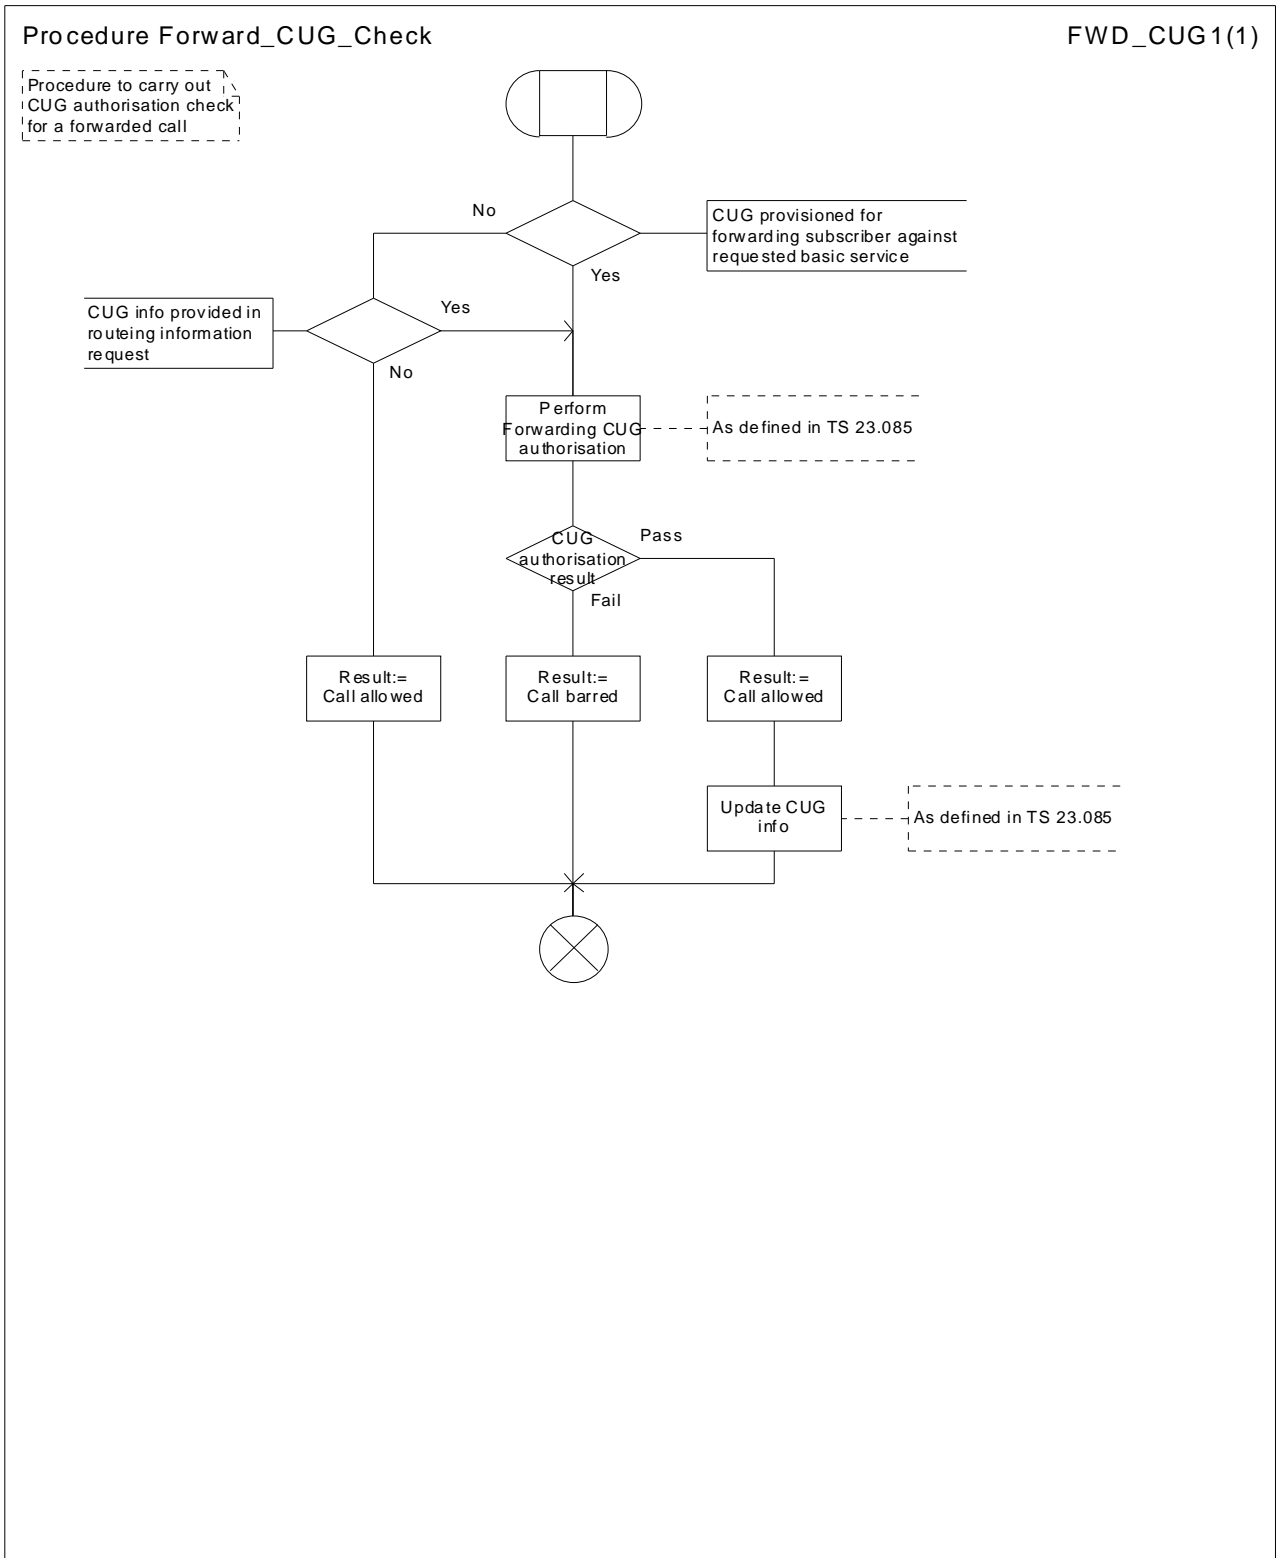 Procedure Forward_CUG_Check
FWD_CUG1(1)
Procedure to carry out
CUG authorisation check
for a forwarded call
No
CUG provisioned for
forwarding subscriber against
requested basic service
Yes
CUG info provided in
routeing information
request
Yes
No
Perform
Forwarding CUG
authorisation
As defined in TS 23.085
CUG
authorisation
result
Pass
Fail
Result:=
Call allowed
Result:=
Call barred
Result:=
Call allowed
Update CUG
info
As defined in TS 23.085